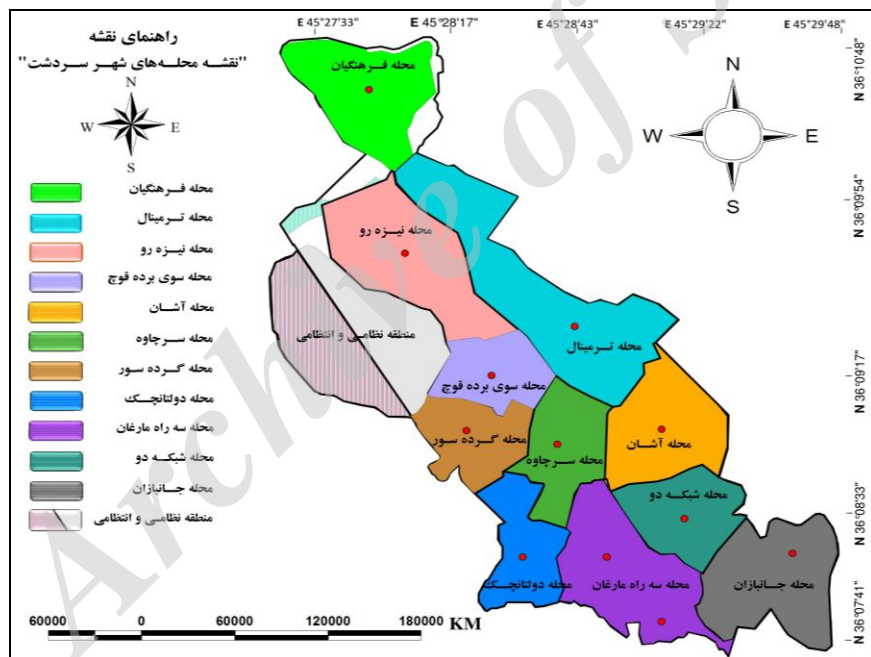 E 45°27'33"
E 45°28'17"
E 45°28'43"
E 45°29'22"
E 45°29'48"
راهنمای نقشه
"نقشه محله‌های شهر سردشت"
N
W
E
S
محله فرهنگیان
محله ترمینال
محله نیزه رو
محله سوی برده قوچ
محله آشان
محله سرچاوه
محله گرده سور
محله دولتانچک
محله سه راه مارغان
محله شبکه دو
محله جانبازان
منطقه نظامی و انتظامی
60000
0
60000
120000
180000
KM
محله فرهنگیان
محله نیزه رو
منطقه نظامی و انتظامی
محله ترمینال
محله سوی برده قوچ
محله گرده سور
محله سرچاوه
محله آشان
محله شبکه دو
محله دولتانچک
محله سه راه مارغان
محله جانبازان
N
W
E
S
N 36°10'48"
N 36°09'54"
N 36°09'17"
N 36°08'33"
N 36°07'41"
Archive of S